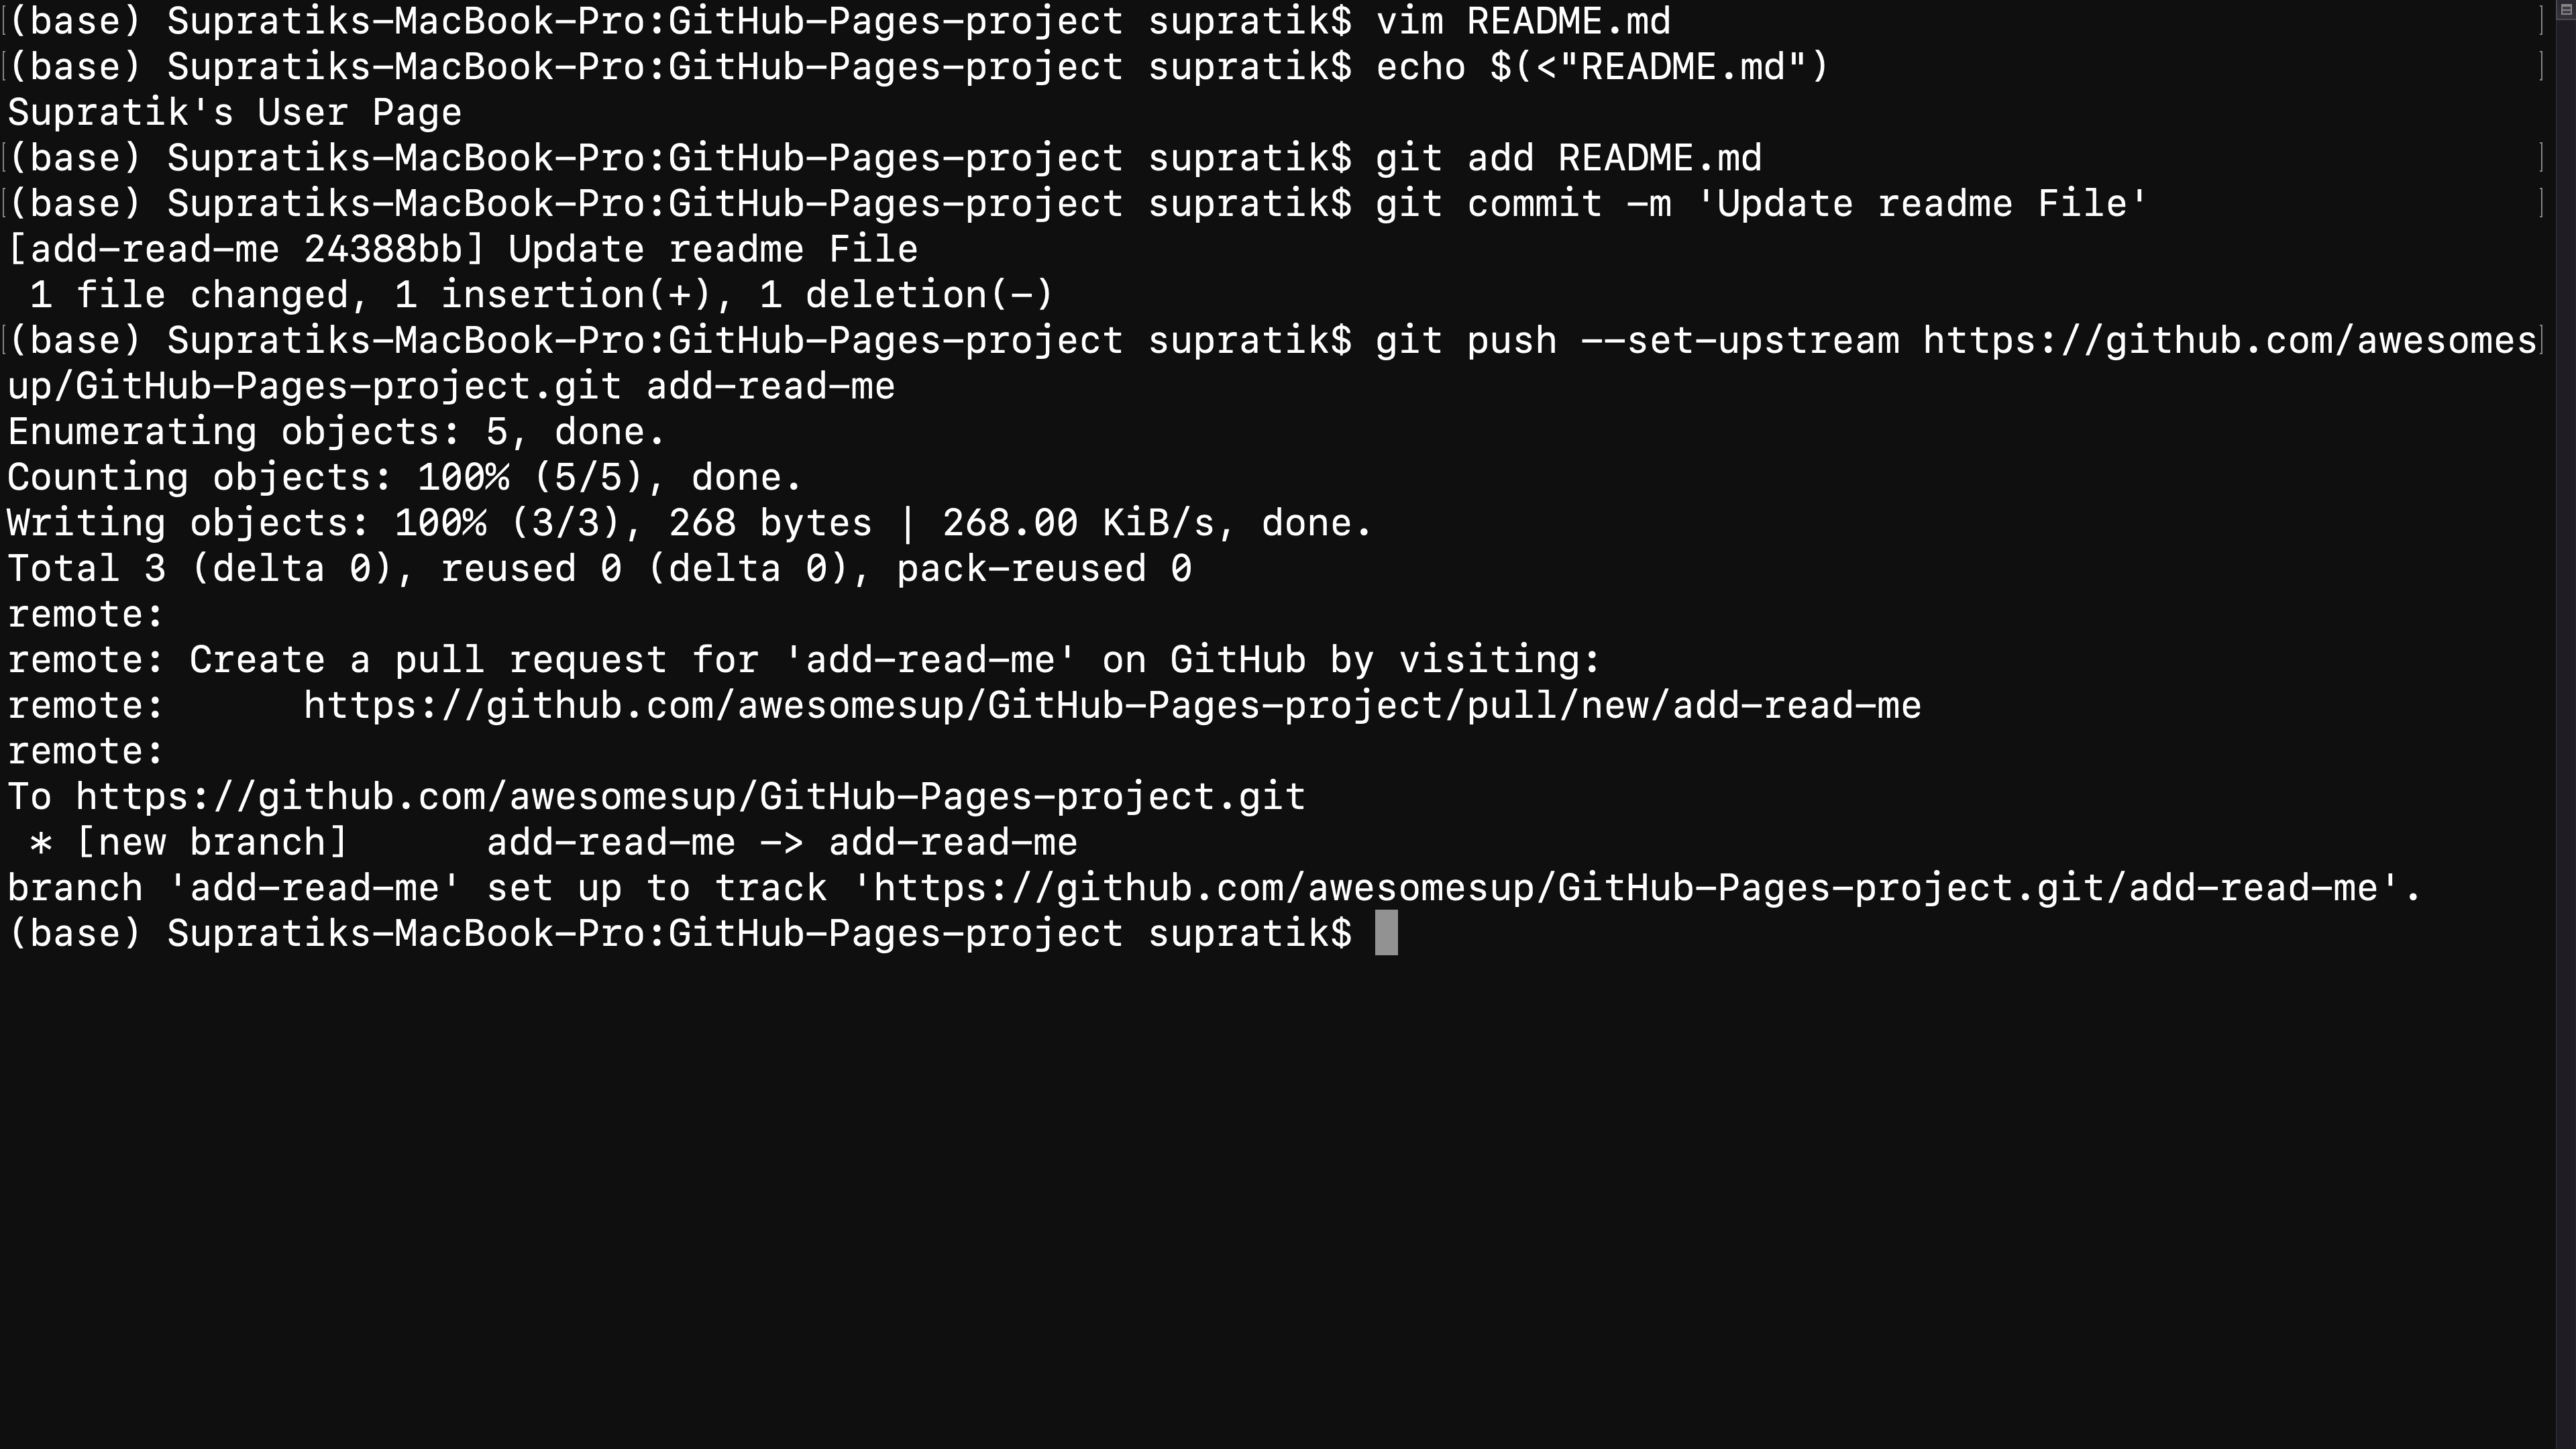 (base) Supratiks-MacBook-Pro:GitHub-Pages-project supratik$ vim README.md
(base) Supratiks-MacBook-Pro:GitHub-Pages-project supratik$ echo $(<"README.md")
Supratik's User Page
(base) Supratiks-MacBook-Pro:GitHub-Pages-project supratik$ git add README.md
(base) Supratiks-MacBook-Pro:GitHub-Pages-project supratik$ git commit -m 'Update readme File'
[add-read-me 24388bb] Update readme File
 1 file changed, 1 insertion(+), 1 deletion(-)
(base) Supratiks-MacBook-Pro:GitHub-Pages-project supratik$ git push --set-upstream https://github.com/awesomes
up/GitHub-Pages-project.git add-read-me
Enumerating objects: 5, done.
Counting objects: 100% (5/5), done.
Writing objects: 100% (3/3), 268 bytes | 268.00 KiB/s, done.
Total 3 (delta 0), reused 0 (delta 0), pack-reused 0
remote:
remote: Create a pull request for 'add-read-me' on GitHub by visiting:
remote:      https://github.com/awesomesup/GitHub-Pages-project/pull/new/add-read-me
remote:
To https://github.com/awesomesup/GitHub-Pages-project.git
 * [new branch]      add-read-me -> add-read-me
branch 'add-read-me' set up to track 'https://github.com/awesomesup/GitHub-Pages-project.git/add-read-me'.
(base) Supratiks-MacBook-Pro:GitHub-Pages-project supratik$